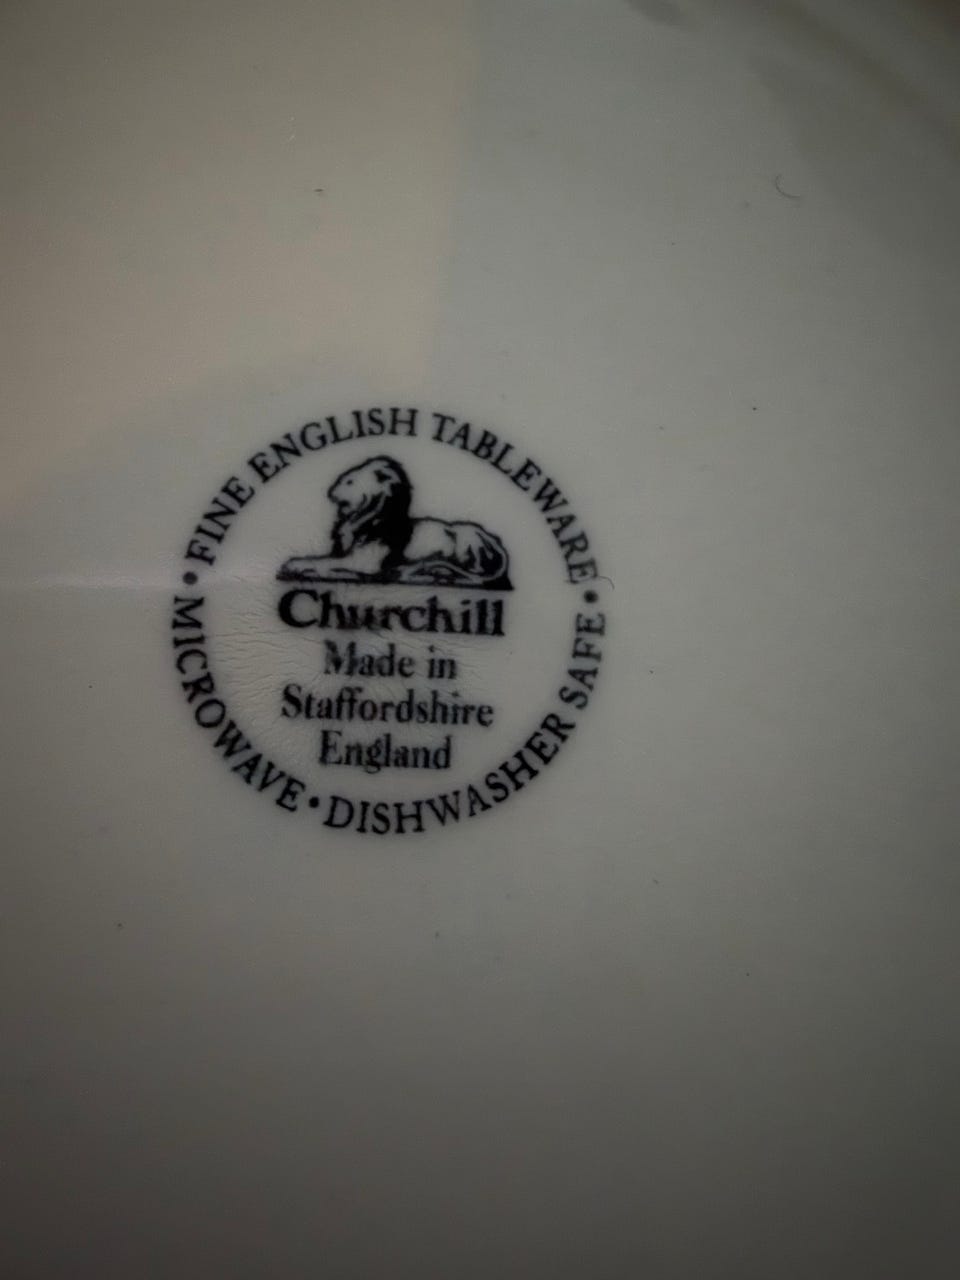 • FINE ENGLISH TABLEWARE •
Churchill
Made in
Staffordshire
England
MICROWAVE • DISHWASHER SAFE